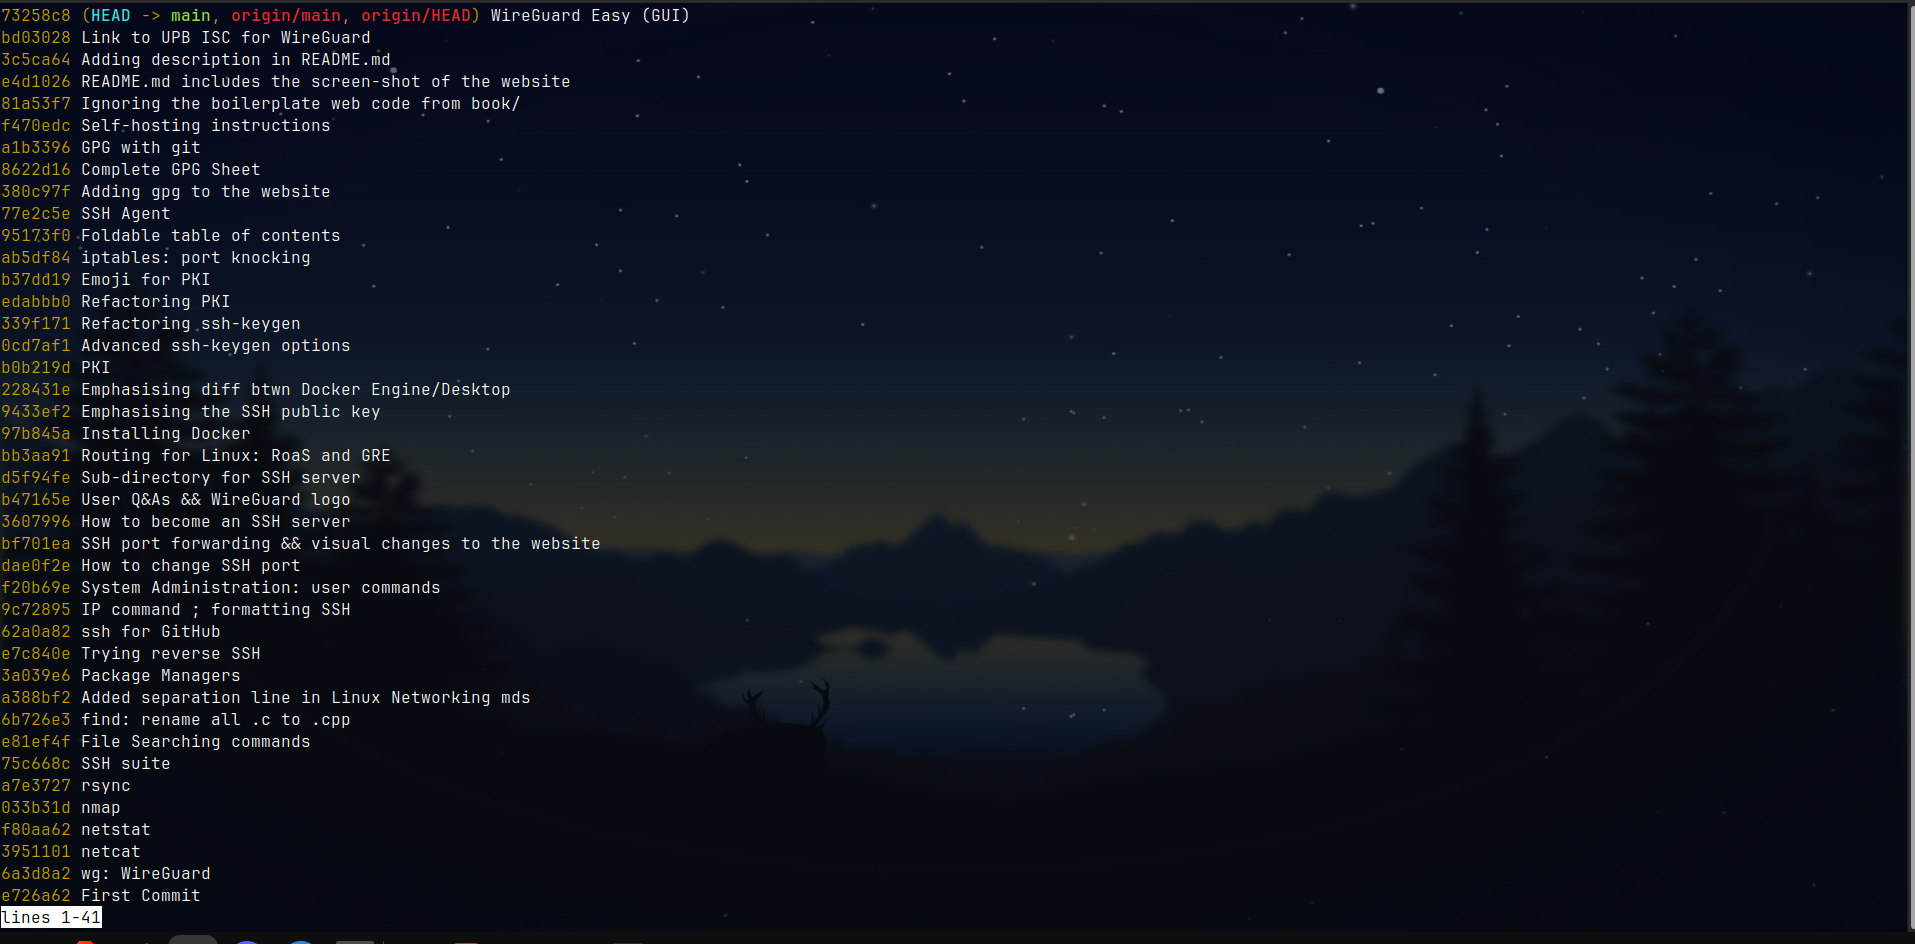 73258c8 (HEAD -> main, origin/main, origin/HEAD) WireGuard Easy (GUI)
bd03028 Link to UPB ISC for WireGuard
3c5ca64 Adding description in README.md
e4d1026 README.md includes the screen-shot of the website
81a53f7 Ignoring the boilerplate web code from book/
f470edc Self-hosting instructions
a1b3396 GPG with git
8622d16 Complete GPG Sheet
380c97f Adding gpg to the website
77e2c5e SSH Agent
95173f0 Foldable table of contents
ab5df84 iptables: port knocking
b37dd19 Emoji for PKI
edabbb0 Refactoring PKI
339f171 Refactoring ssh-keygen
0cd7af1 Advanced ssh-keygen options
b0b219d PKI
228431e Emphasising diff btwn Docker Engine/Desktop
9433ef2 Emphasising the SSH public key
97b845a Installing Docker
bb3aa91 Routing for Linux: RoaS and GRE
d5f94fe Sub-directory for SSH server
b47165e User Q&As && WireGuard logo
3607996 How to become an SSH server
bf701ea SSH port forwarding && visual changes to the website
dae0f2e How to change SSH port
f20b69e System Administration: user commands
9c72895 IP command ; formatting SSH
62a0a82 ssh for GitHub
e7c840e Trying reverse SSH
3a039e6 Package Managers
a388bf2 Added separation line in Linux Networking mds
6b726e3 find: rename all .c to .cpp
e81ef4f File Searching commands
75c668c SSH suite
a7e3727 rsync
033b31d nmap
f80aa62 netstat
3951101 netcat
6a3d8a2 wg: WireGuard
e726a62 First Commit
lines 1-41